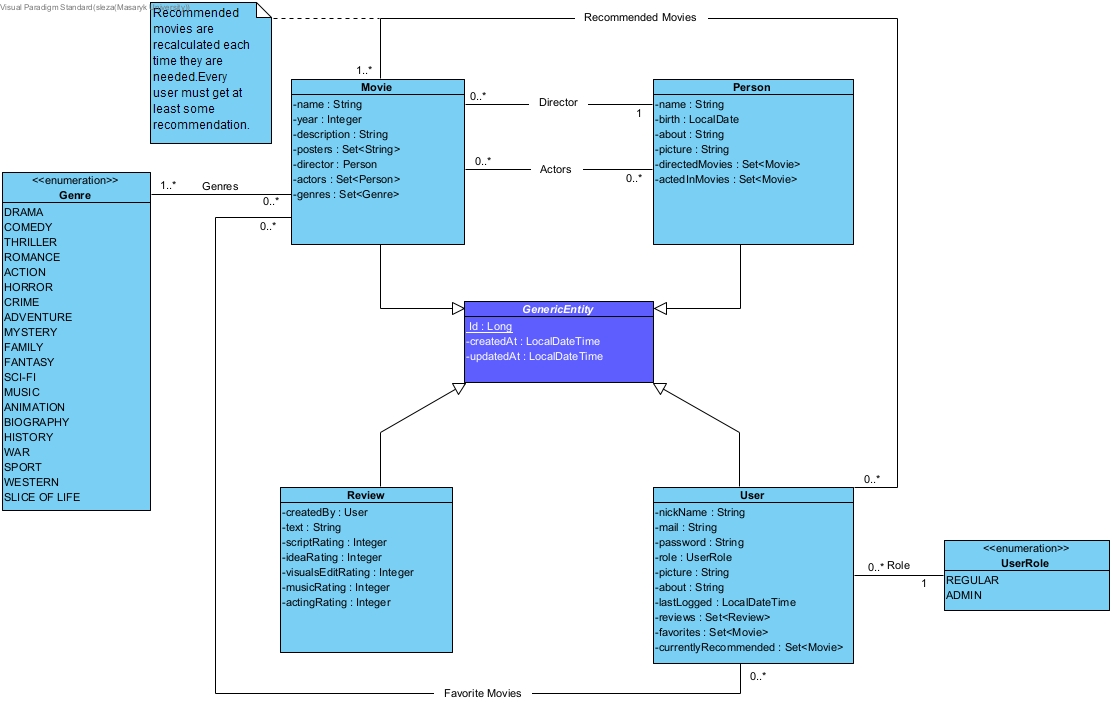 Visual Paradigm Standard(sleza(Masaryk University))
Recommended
movies are
recalculated each
time they are
needed.Every
user must get at
least some
recommendation.
Recommended Movies
1..*
Movie
-name : String
-year : Integer
-description : String
-posters : Set<String>
-director : Person
-actors : Set<Person>
-genres : Set<Genre>
0..*
Director
1
0..*
Actors
0..*
Person
-name : String
-birth : LocalDate
-about : String
-picture : String
-directedMovies : Set<Movie>
-actedInMovies : Set<Movie>
<<enumeration>>
Genre
DRAMA
COMEDY
THRILLER
ROMANCE
ACTION
HORROR
CRIME
ADVENTURE
MYSTERY
FAMILY
FANTASY
SCI-FI
MUSIC
ANIMATION
BIOGRAPHY
HISTORY
WAR
SPORT
WESTERN
SLICE OF LIFE
1..*
Genres
0..*
0..*
GenericEntity
Id : Long
-createdAt : LocalDateTime
-updatedAt : LocalDateTime
Review
-createdBy : User
-text : String
-scriptRating : Integer
-ideaRating : Integer
-visualsEditRating : Integer
-musicRating : Integer
-actingRating : Integer
0..*
User
-nickName : String
-mail : String
-password : String
-role : UserRole
-picture : String
-about : String
-lastLogged : LocalDateTime
-reviews : Set<Review>
-favorites : Set<Movie>
-currentlyRecommended : Set<Movie>
0..*
Role
1
<<enumeration>>
UserRole
REGULAR
ADMIN
0..*
Favorite Movies